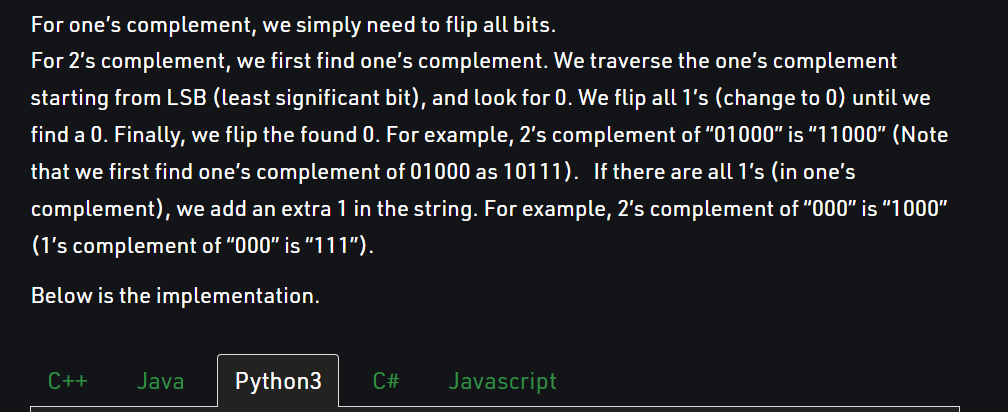 For one’s complement, we simply need to flip all bits.
For 2’s complement, we first find one’s complement. We traverse the one’s complement
starting from LSB (least significant bit), and look for 0. We flip all 1’s (change to 0) until we
find a 0. Finally, we flip the found 0. For example, 2’s complement of “01000” is “11000” (Note
that we first find one’s complement of 01000 as 10111).   If there are all 1’s (in one’s
complement), we add an extra 1 in the string. For example, 2’s complement of “000” is “1000”
(1’s complement of “000” is “111”).
Below is the implementation.
C++ Java Python3 C# Javascript